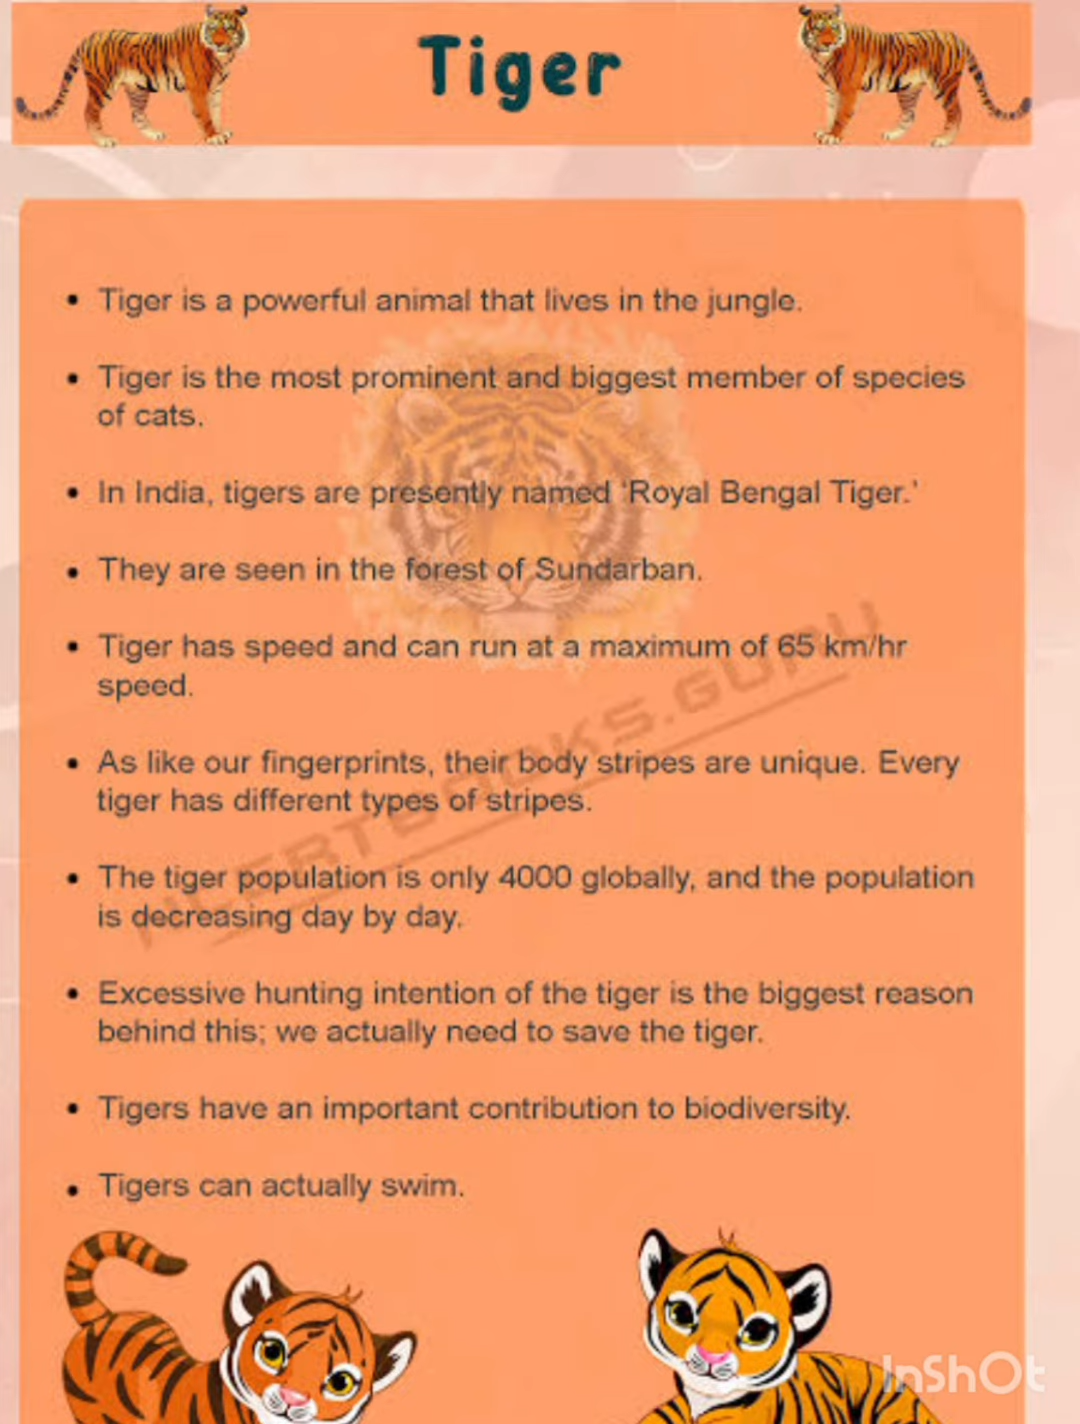 Tiger
• Tiger is a powerful animal that lives in the jungle.
• Tiger is the most prominent and biggest member of species
of cats.
• In India, tigers are presently named 'Royal Bengal Tiger.'
• They are seen in the forest of Sundarban.
• Tiger has speed and can run at a maximum of 65 km/hr
speed.
• As like our fingerprints, their body stripes are unique. Every
tiger has different types of stripes.
• The tiger population is only 4000 globally, and the population
is decreasing day by day.
• Excessive hunting intention of the tiger is the biggest reason
behind this; we actually need to save the tiger.
• Tigers have an important contribution to biodiversity.
• Tigers can actually swim.
NCERTBOOKS.GURU
InShOt